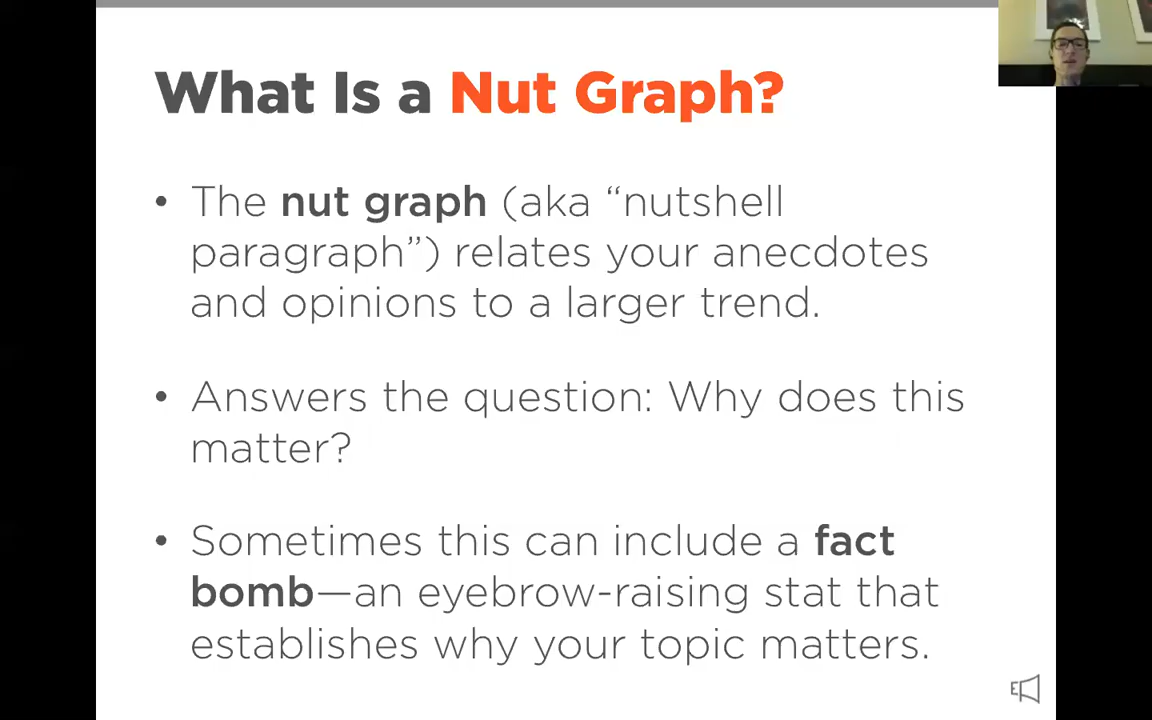 What Is a Nut Graph?
• The nut graph (aka “nutshell
paragraph”) relates your anecdotes
and opinions to a larger trend.
• Answers the question: Why does this
matter?
• Sometimes this can include a fact
bomb—an eyebrow-raising stat that
establishes why your topic matters.